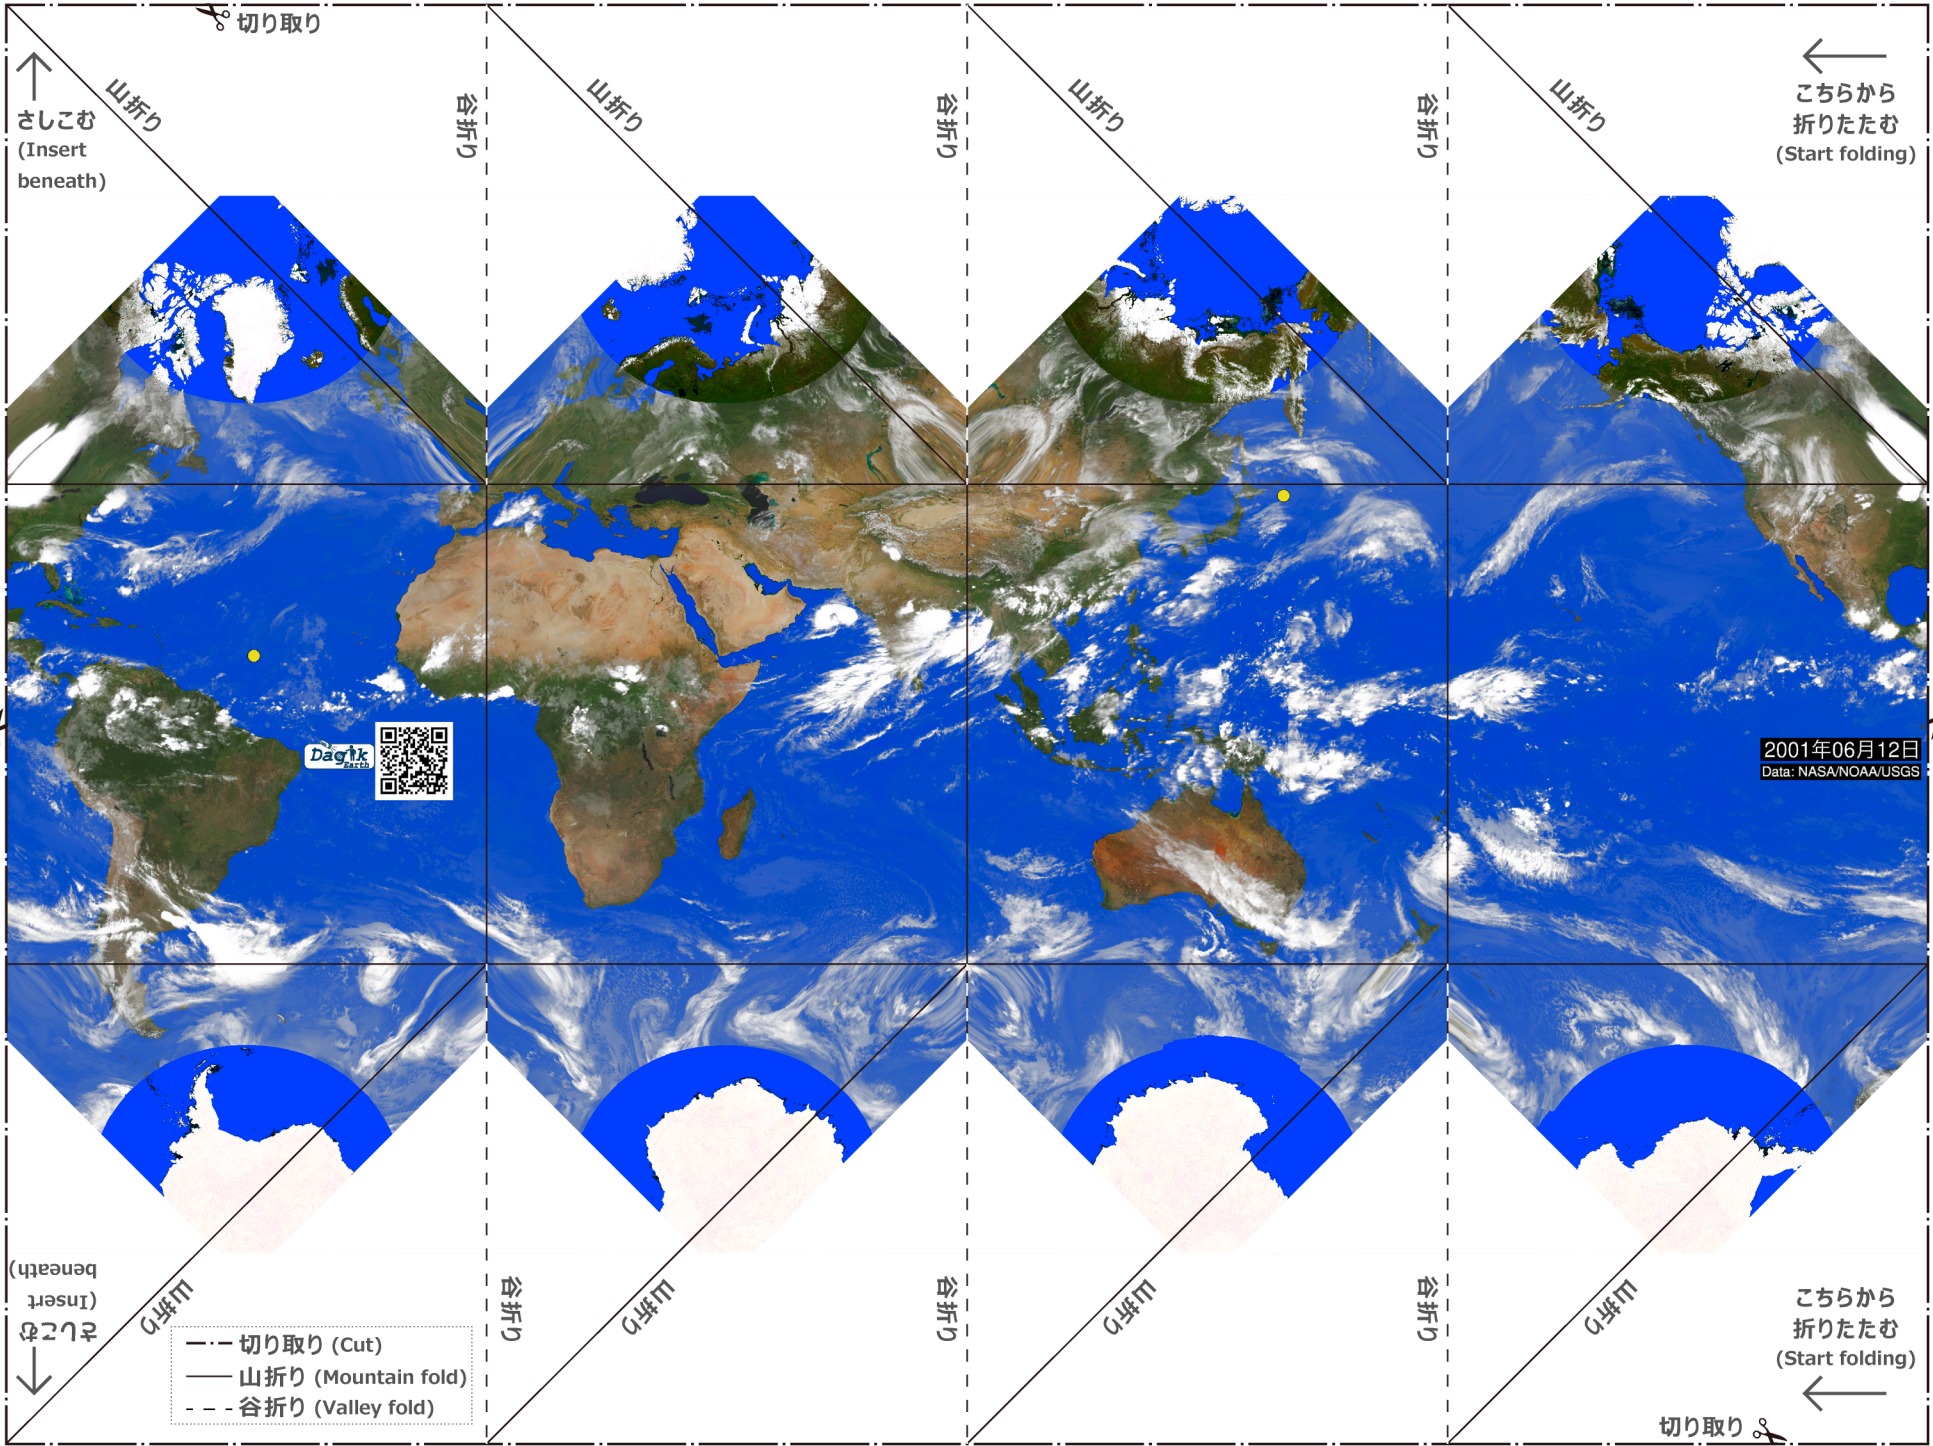 切り取り
山折り
谷折り
山折り
谷折り
山折り
谷折り
山折り
さしこむ
(Insert
beneath)
こちらから
折りたたむ
(Start folding)
Dagik
Earth
2001年06月12日
Data: NASA/NOAA/USGS
さしこむ
(Insert
beneath)
山折り
谷折り
山折り
谷折り
山折り
谷折り
山折り
こちらから
折りたたむ
(Start folding)
切り取り (Cut)
山折り (Mountain fold)
谷折り (Valley fold)
切り取り